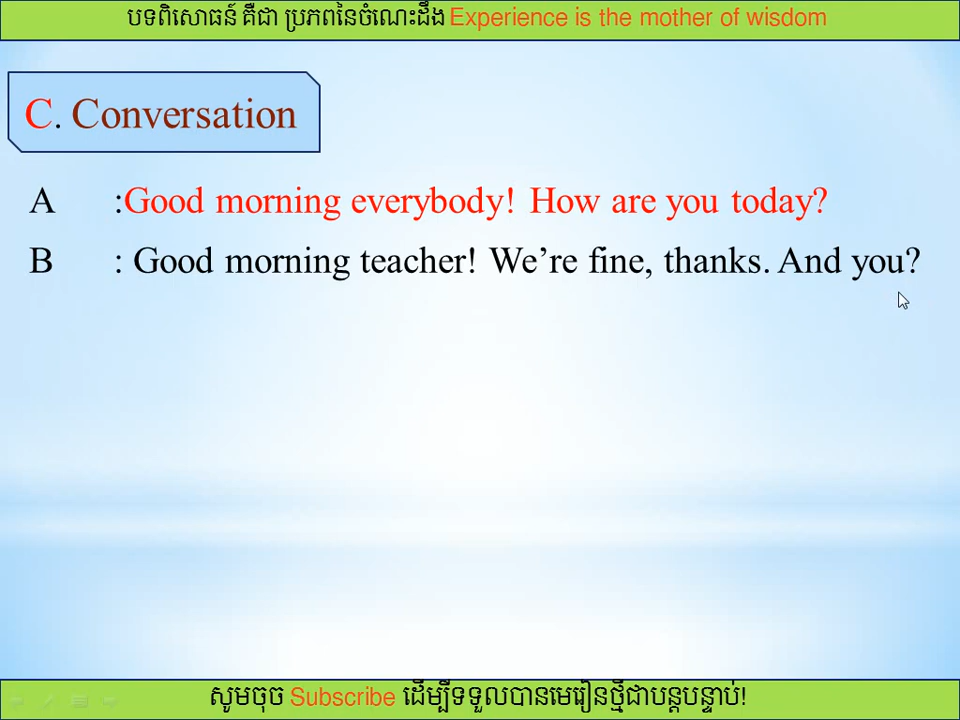 បទពិសោធន៍ គឺជា ប្រភពនៃចំណេះដឹង Experience is the mother of wisdom
C. Conversation
A :Good morning everybody! How are you today?
B : Good morning teacher! We’re fine, thanks. And you?
សូមចុច Subscribe ដើម្បីទទួលបានមេរៀនថ្មីជាបន្តបន្ទាប់!